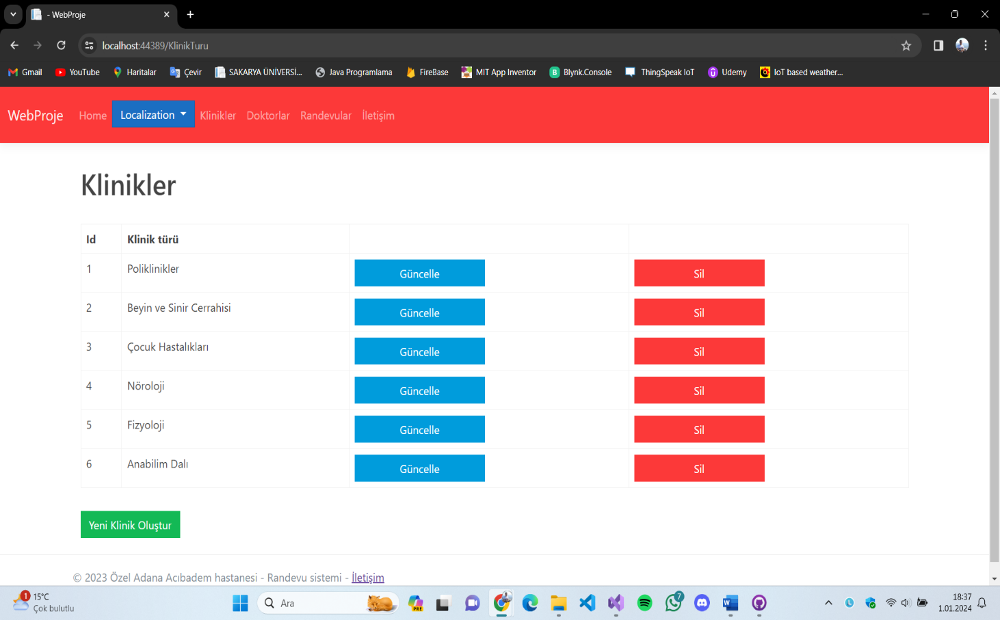 - WebProje
localhost:44389/KlinikTuru
Gmail YouTube Haritalar Çevir SAKARYA ÜNİVERSİ... Java Programlama FireBase MIT App Inventor Blynk.Console ThingSpeak IoT Udemy IoT based weather...
WebProje Home Localization Klinikler Doktorlar Randevular İletişim
Klinikler
Id Klinik türü
1 Poliklinikler Güncelle Sil
2 Beyin ve Sinir Cerrahisi Güncelle Sil
3 Çocuk Hastalıkları Güncelle Sil
4 Nöroloji Güncelle Sil
5 Fizyoloji Güncelle Sil
6 Anabilim Dalı Güncelle Sil
Yeni Klinik Oluştur
© 2023 Özel Adana Acıbadem hastanesi - Randevu sistemi - İletişim
1 15°C
Çok bulutlu
Ara
PRE
7
18:37
1.01.2024